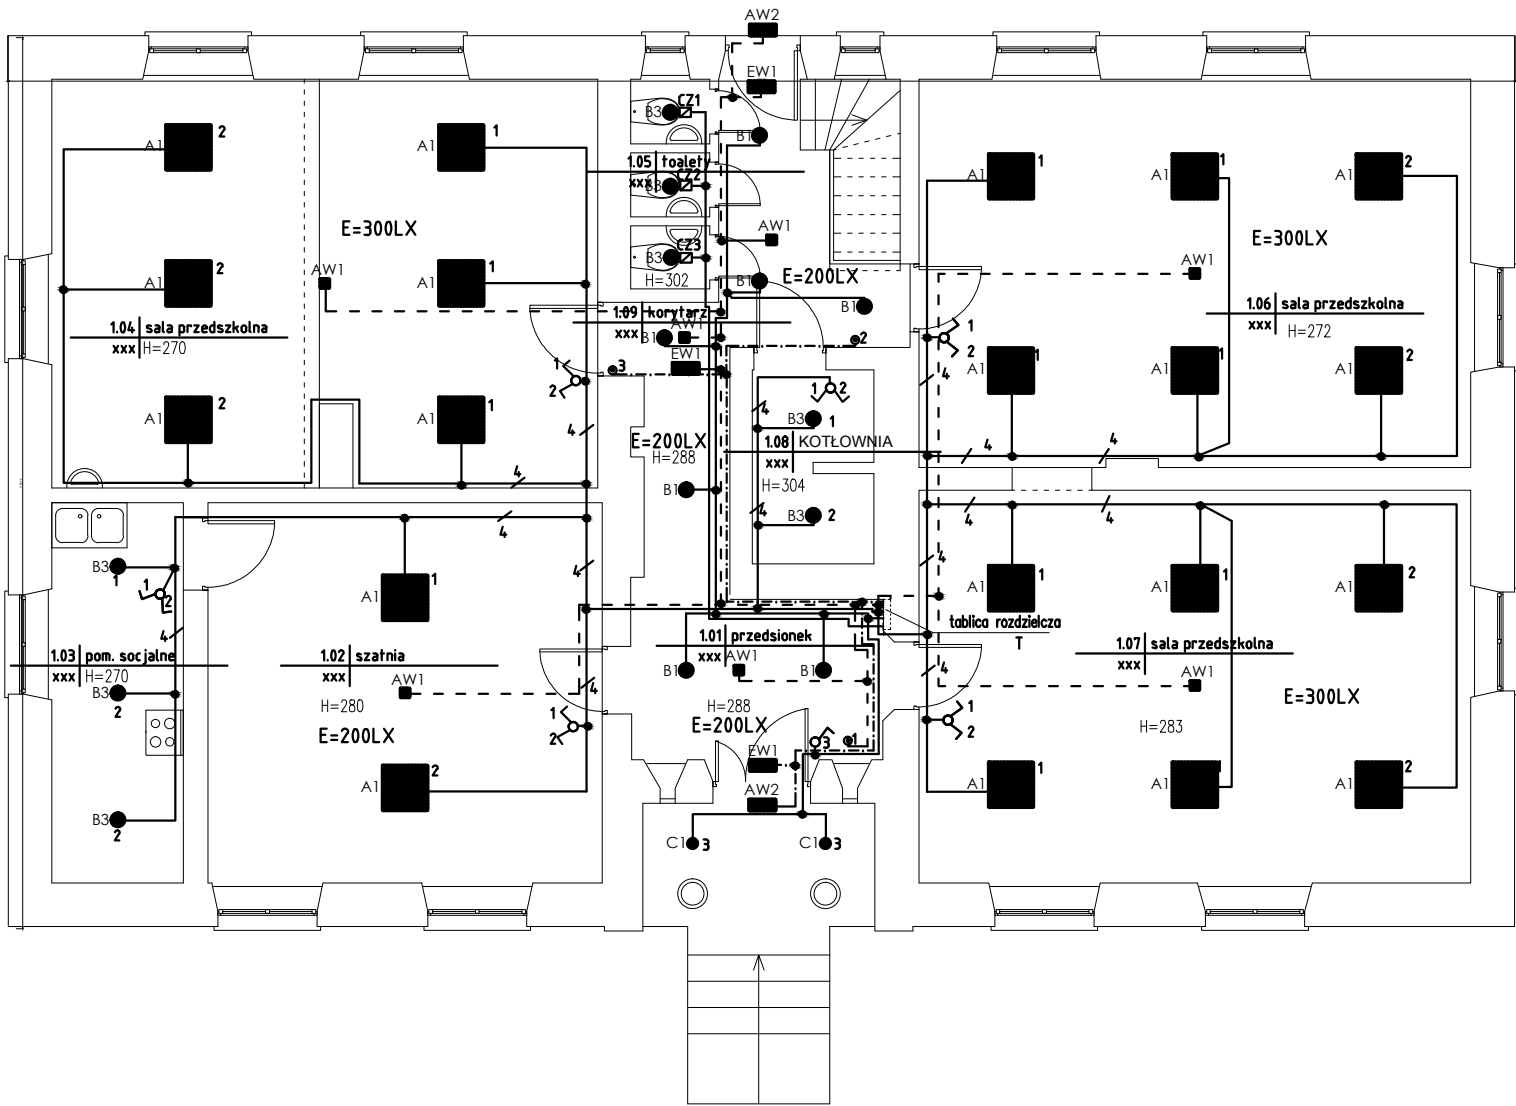 AW2
EW1
B3
CZ1
B1
A1 2
A1 1
1.05 toalety
xxx
B3
CZ2
A1 1
A1 1
A1 2
E=300LX
AW1
CZ3
B3
H=302
E=300LX
A1 2
AW1
A1 1
B1
E=200LX
AW1
B1
1.04 sala przedszkolna
xxx H=270
1.09 korytarz
xxx
AW1
B1
EW1
3
2
1.06 sala przedszkolna
xxx H=272
1
2
1
2
4
A1 1
A1 1
A1 2
1
2
4
B3 1
A1 2
A1 1
4
E=200LX
H=288
1.08 KOTŁOWNIA
xxx
H=304
4
4
4
B1
4
B3 2
4
4
4
B3
1
1
2
4
A1 1
4
A1 1
A1 1
A1 2
tablica rozdzielcza
T
4
1.03 pom. socjalne
xxx H=270
1.02 szatnia
xxx
1.01 przedsionek
xxx
1.07 sala przedszkolna
xxx
B3
2
AW1
H=280
E=200LX
4
B1
AW1
B1
4
AW1
E=300LX
H=288
E=200LX
H=283
1
2
3
1
1
2
EW1
A1 2
AW2
A1 1
A1 1
A1 2
B3
2
C1 3
C1 3